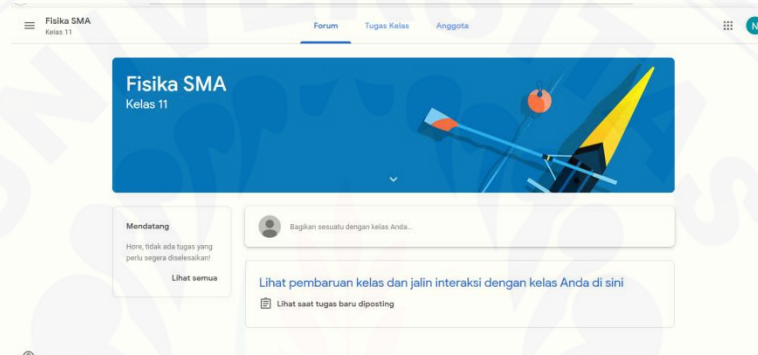 Fisika SMA
Kelas 11
Forum Tugas Kelas Anggota
N
Fisika SMA
Kelas 11
Mendatang
Hore, tidak ada tugas yang
perlu segera diselesaikan!
Lihat semua
Bagikan sesuatu dengan kelas Anda...
Lihat pembaruan kelas dan jalin interaksi dengan kelas Anda di sini
Lihat saat tugas baru diposting